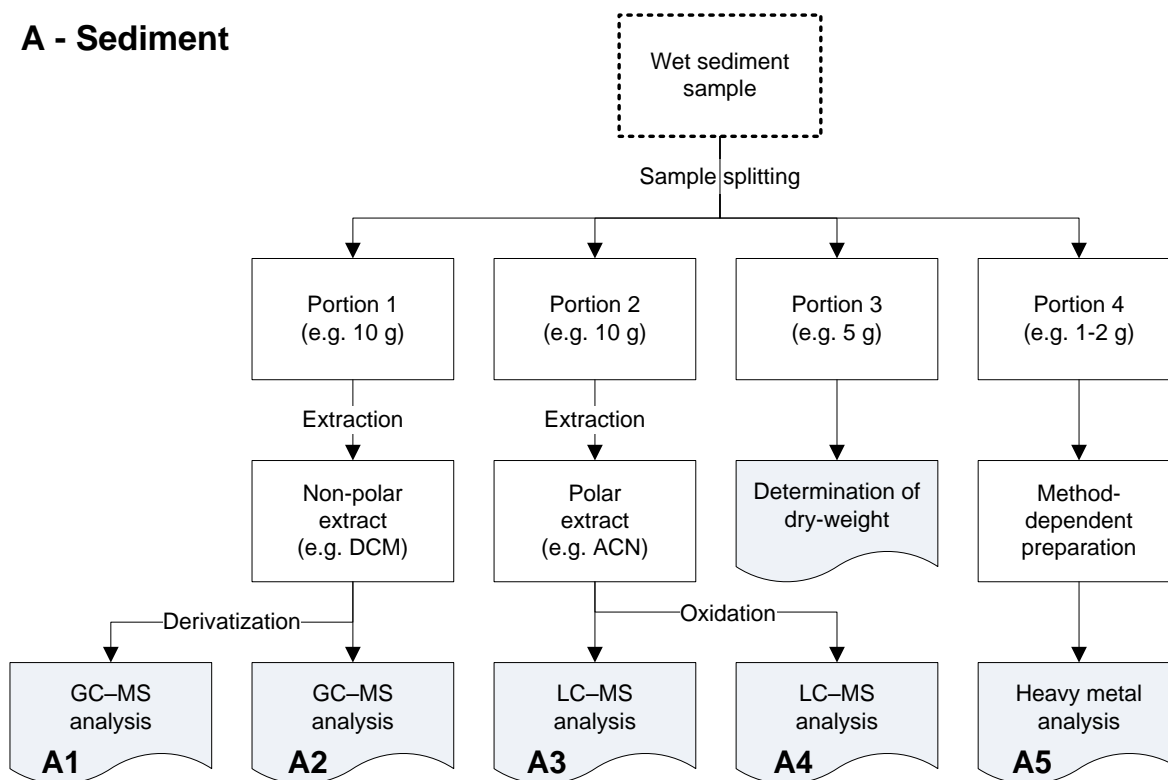 A - Sediment
Wet sediment
sample
Sample splitting
Portion 1
(e.g. 10 g)
Portion 2
(e.g. 10 g)
Portion 3
(e.g. 5 g)
Portion 4
(e.g. 1-2 g)
Extraction
Extraction
Non-polar
extract
(e.g. DCM)
Polar
extract
(e.g. ACN)
Determination of
dry-weight
Method-
dependent
preparation
Derivatization
Oxidation
GC–MS
analysis
A1
GC–MS
analysis
A2
LC–MS
analysis
A3
LC–MS
analysis
A4
Heavy metal
analysis
A5